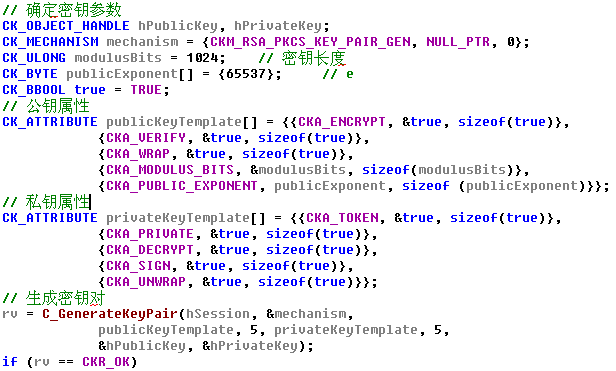 // 确定密钥参数
CK_OBJECT_HANDLE hPublicKey, hPrivateKey;
CK_MECHANISM mechanism = {CKM_RSA_PKCS_KEY_PAIR_GEN, NULL_PTR, 0};
CK_ULONG modulusBits = 1024;    // 密钥长度
CK_BYTE publicExponent[] = {65537};      // e
CK_BBOOL true = TRUE;
// 公钥属性
CK_ATTRIBUTE publicKeyTemplate[] = {{CKA_ENCRYPT, &true, sizeof(true)},
            {CKA_VERIFY, &true, sizeof(true)},
            {CKA_WRAP, &true, sizeof(true)},
            {CKA_MODULUS_BITS, &modulusBits, sizeof(modulusBits)},
            {CKA_PUBLIC_EXPONENT, publicExponent, sizeof (publicExponent)}};
// 私钥属性
CK_ATTRIBUTE privateKeyTemplate[] = {{CKA_TOKEN, &true, sizeof(true)},
            {CKA_PRIVATE, &true, sizeof(true)},
            {CKA_DECRYPT, &true, sizeof(true)},
            {CKA_SIGN, &true, sizeof(true)},
            {CKA_UNWRAP, &true, sizeof(true)}};
// 生成密钥对
rv = C_GenerateKeyPair(hSession, &mechanism,
            publicKeyTemplate, 5, privateKeyTemplate, 5,
            &hPublicKey, &hPrivateKey);
if (rv == CKR_OK)